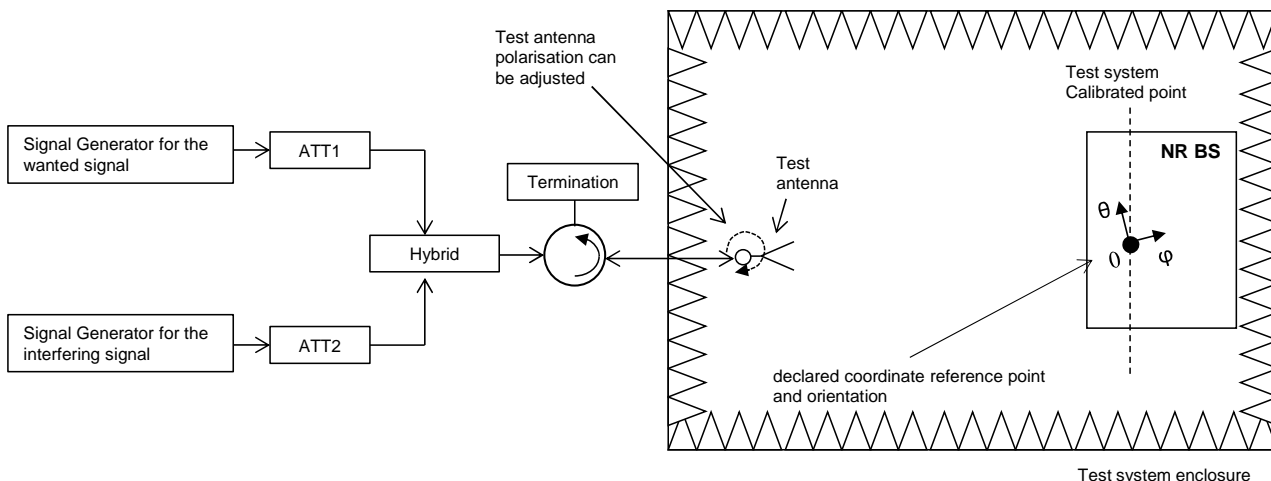 Test antenna
polarisation can
be adjusted
Test system
Calibrated point
Signal Generator for the
wanted signal
ATT1
NR BS
Termination
Test
antenna
θ
Hybrid
0
φ
Signal Generator for the
interfering signal
ATT2
declared coordinate reference point
and orientation
Test system enclosure